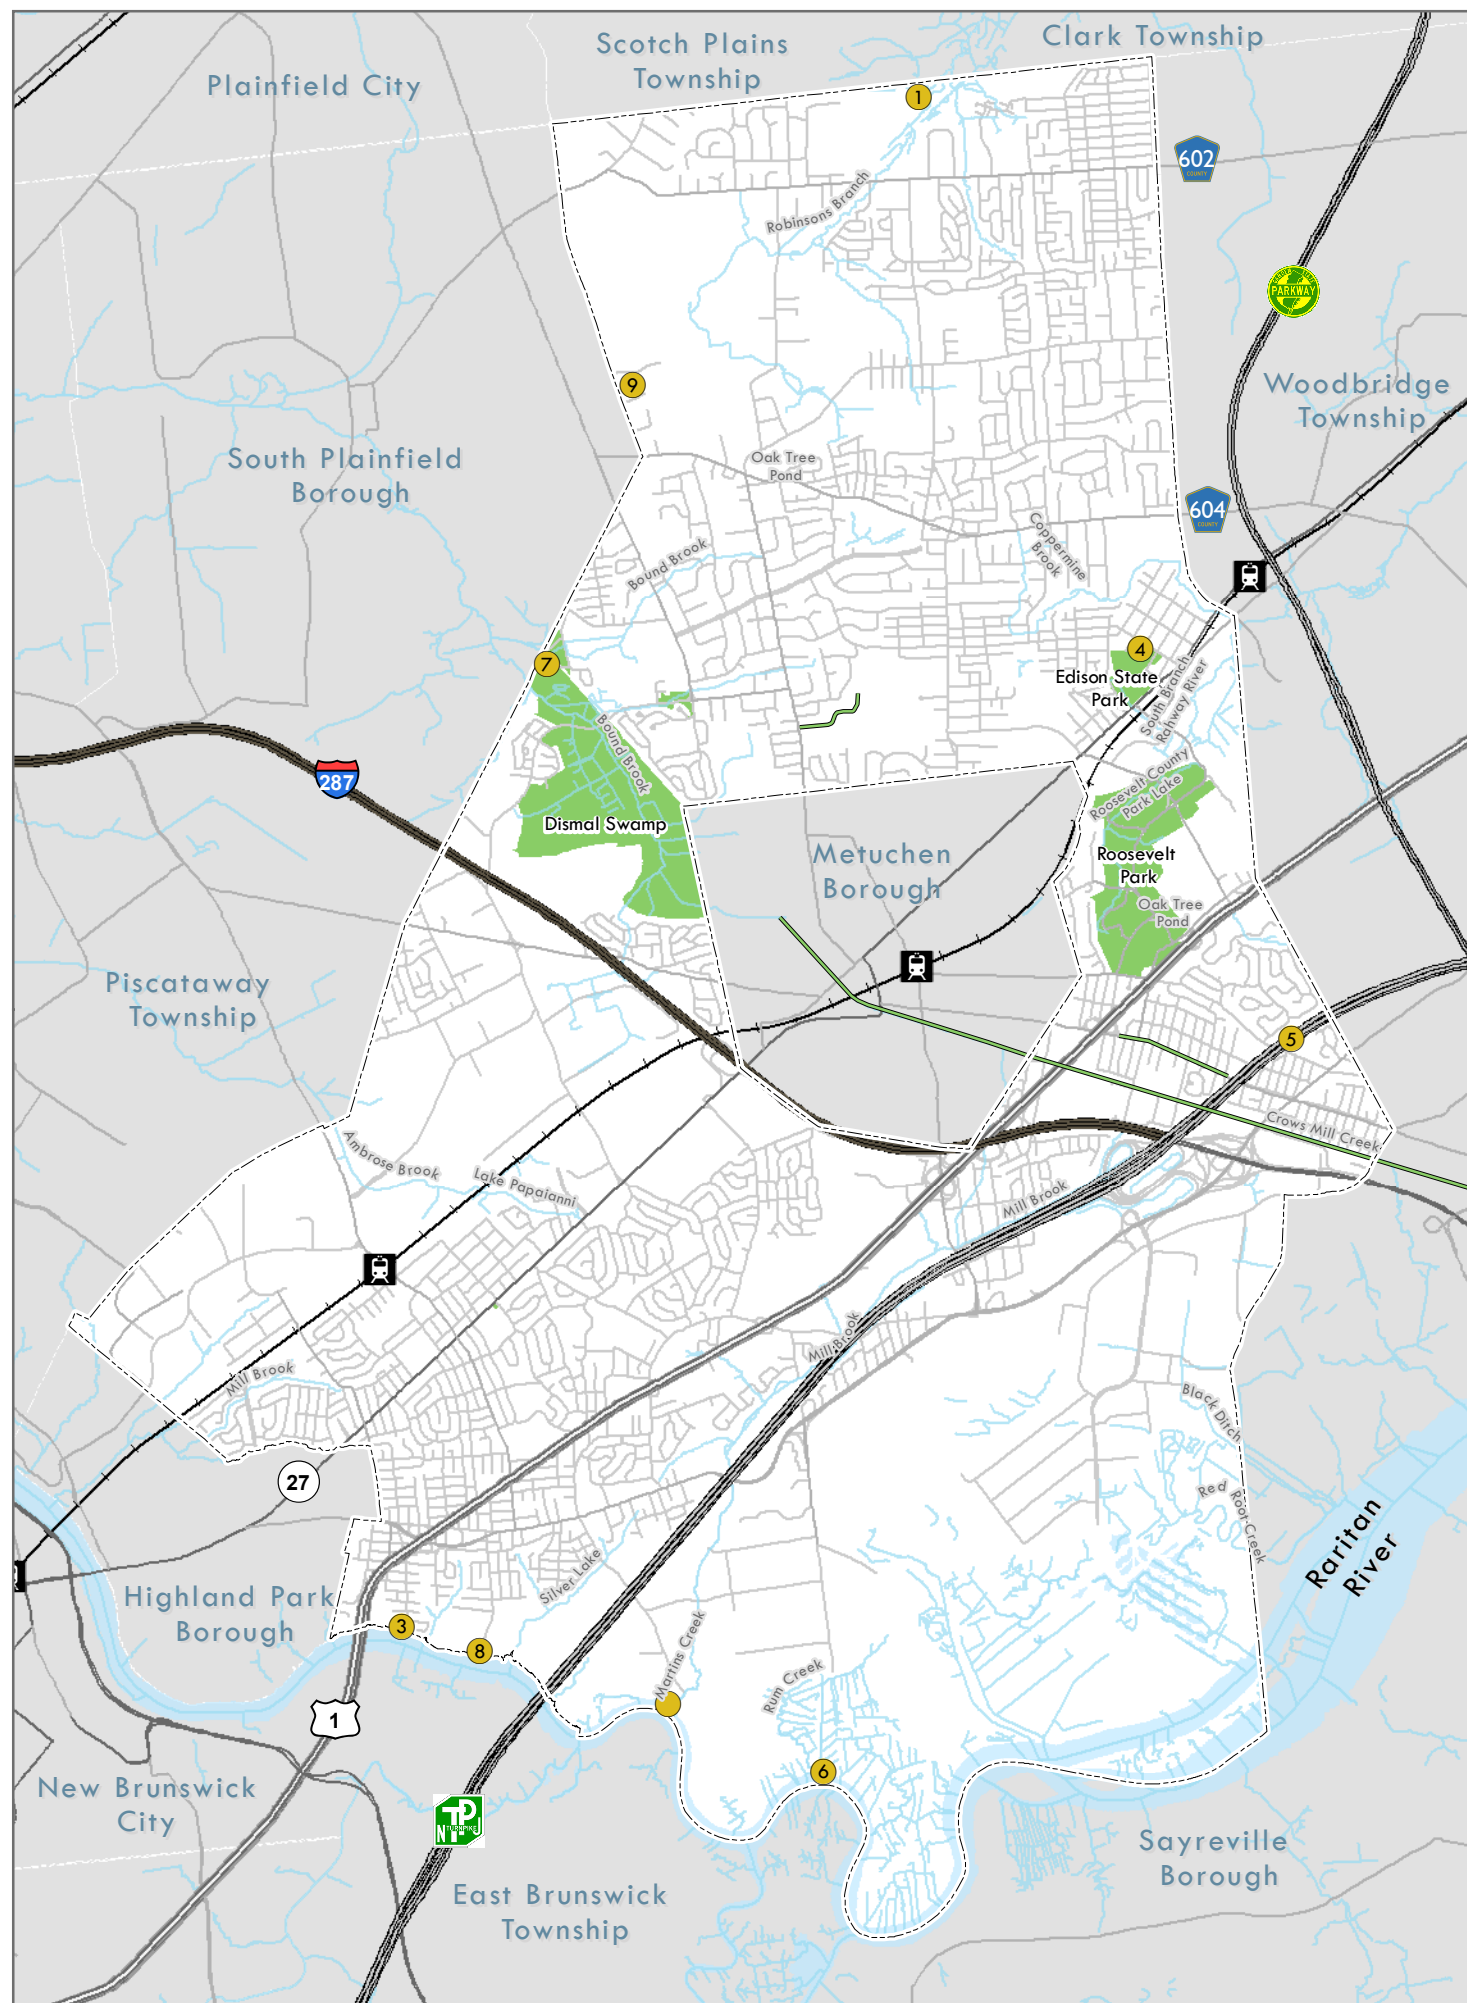 Scotch Plains
Township
Clark Township
Plainfield City
1
602
COUNTY
Robinsons Branch
PARKWAY
9
Woodbridge
Township
South Plainfield
Borough
Oak Tree
Pond
604
COUNTY
Coppermine
Brook
Bound Brook
7
4
Edison State
Park
South Branch
Rahway River
Bound Brook
287
Roosevelt County
Park Lake
Dismal Swamp
Metuchen
Borough
Roosevelt
Park
Oak Tree
Pond
Piscataway
Township
5
Crows Mill Creek
Ambrose Brook
Lake Papaianni
Mill Brook
Mill Brook
Mill Brook
Black Ditch
27
Red Root Creek
Raritan
River
Silver Lake
Highland Park
Borough
3
8
Martins Creek
Rum Creek
1
6
New Brunswick
City
NTPJ
TURNPIKE
Sayreville
Borough
East Brunswick
Township